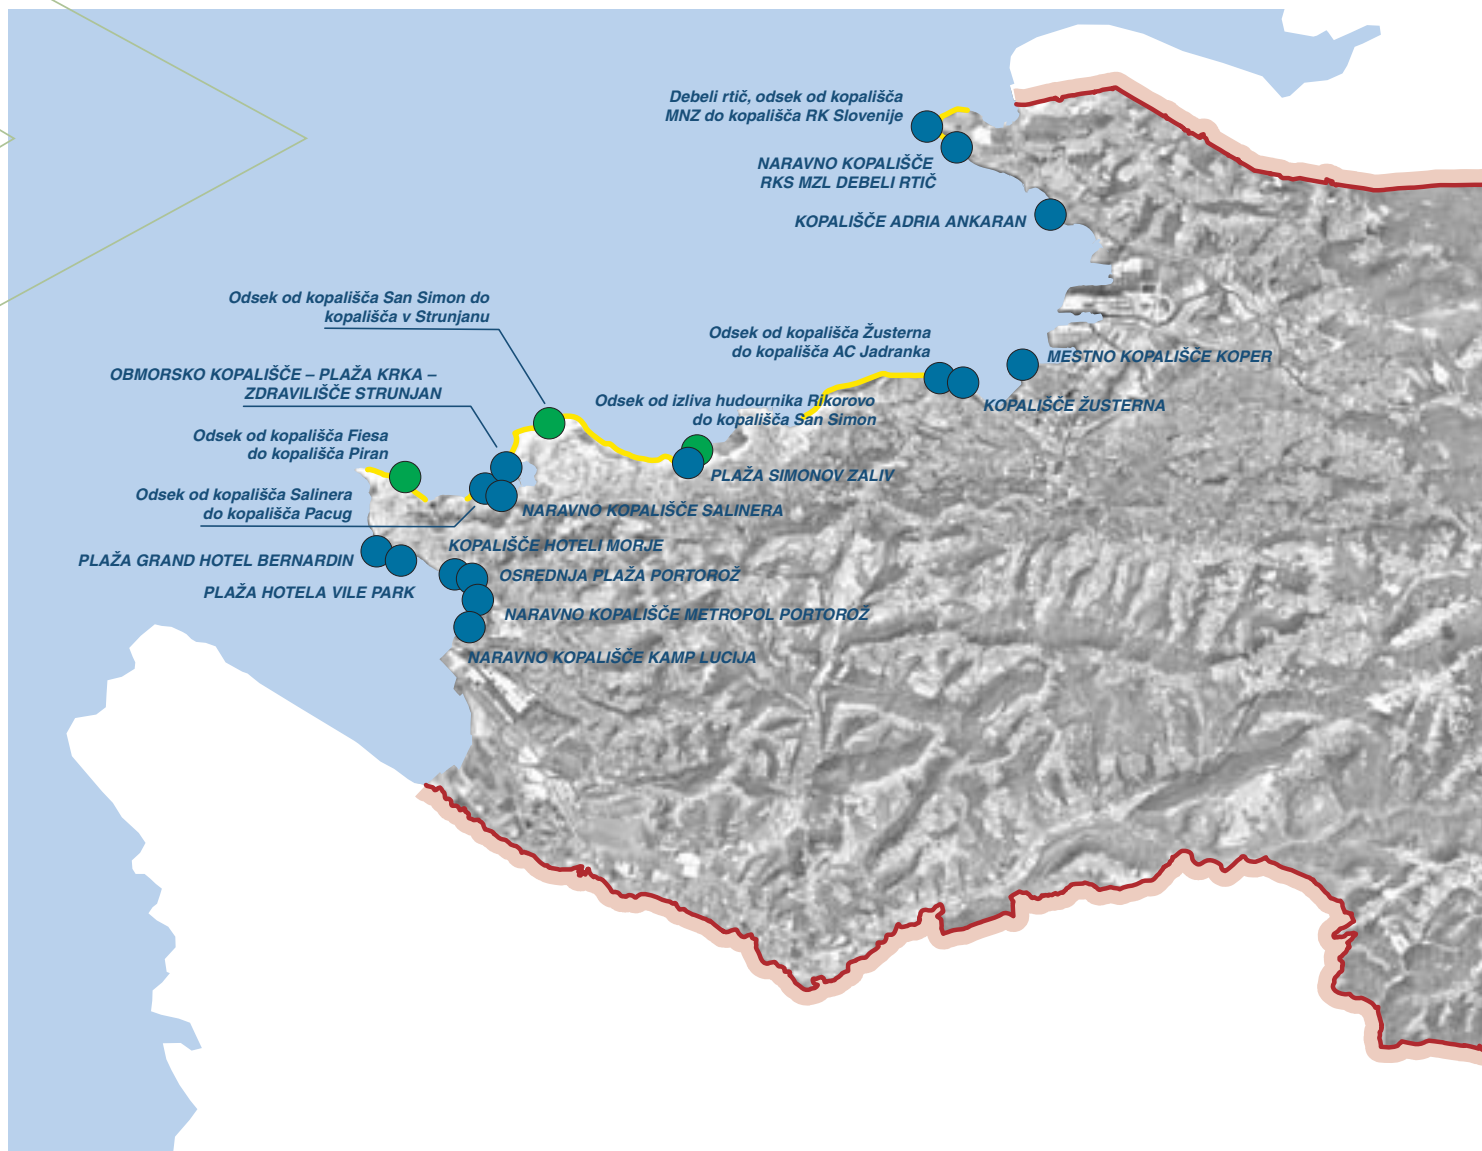 Debeli rtič, odsek od kopališča
MNZ do kopališča RK Slovenije
NARAVNO KOPALIŠČE
RKS MZL DEBELI RTIČ
KOPALIŠČE ADRIA ANKARAN
Odsek od kopališča San Simon do
kopališča v Strunjanu
Odsek od kopališča Žusterna
do kopališča AC Jadranka
MESTNO KOPALIŠČE KOPER
OBMORSKO KOPALIŠČE – PLAŽA KRKA –
ZDRAVILIŠČE STRUNJAN
Odsek od izliva hudournika Rikorovo
do kopališča San Simon
KOPALIŠČE ŽUSTERNA
Odsek od kopališča Fiesa
do kopališča Piran
PLAŽA SIMONOV ZALIV
Odsek od kopališča Salinera
do kopališča Pacug
NARAVNO KOPALIŠČE SALINERA
KOPALIŠČE HOTELI MORJE
PLAŽA GRAND HOTEL BERNARDIN
OSREDNJA PLAŽA PORTOROŽ
PLAŽA HOTELA VILE PARK
NARAVNO KOPALIŠČE METROPOL PORTOROŽ
NARAVNO KOPALIŠČE KAMP LUCIJA